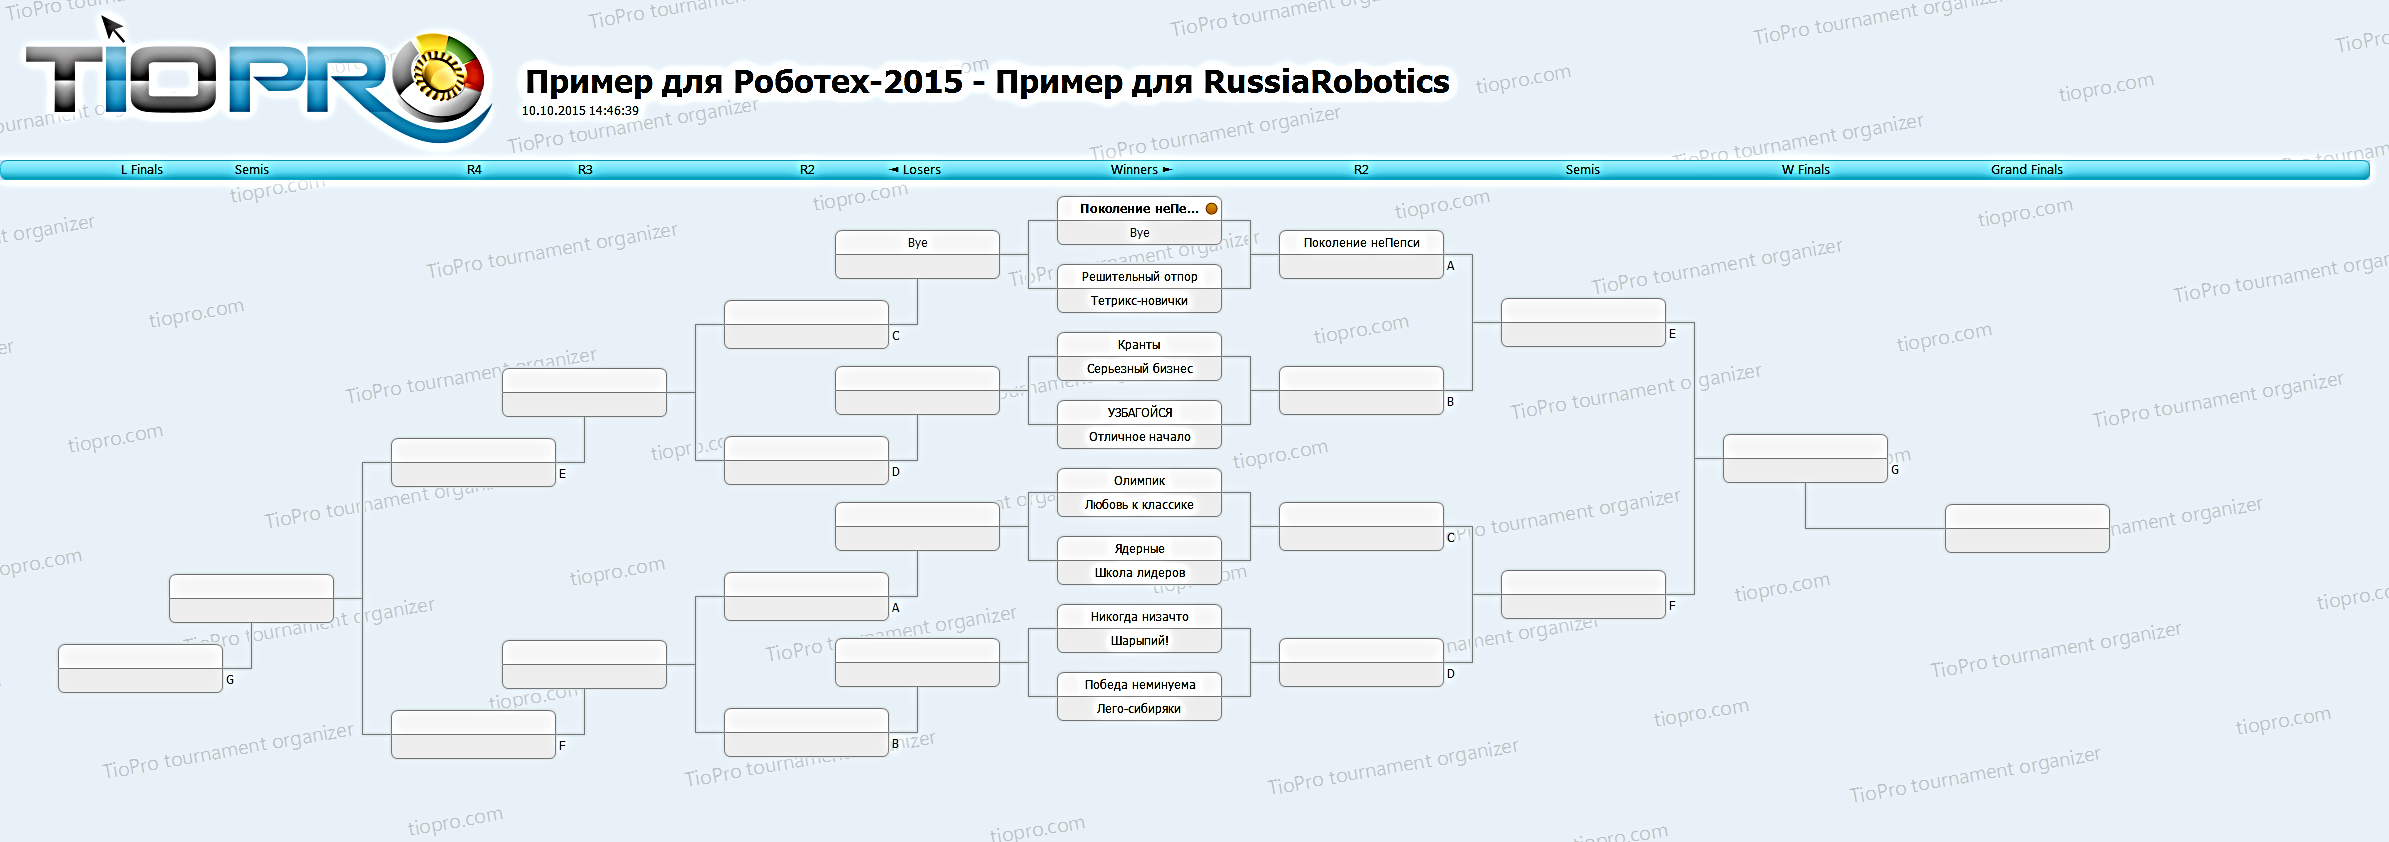 TIOPRO
Пример для Роботех-2015 - Пример для RussiaRobotics
10.10.2015 14:46:39
L Finals Semis R4 R3 R2 ◄ Losers Winners ► R2 Semis W Finals Grand Finals
Поколение неПе...
Bye
Решительный отпор
Тетрикс-новички
Кранты
Серьезный бизнес
УЗБАГОЙСЯ
Отличное начало
Олимпик
Любовь к классике
Ядерные
Школа лидеров
Никогда низачто
Шарыпий!
Победа неминуема
Лего-сибиряки
Bye
C
D
A
B
E
F
G
Поколение неПепси
A
B
C
D
E
F
G
TioPro tournament organizer
tiopro.com